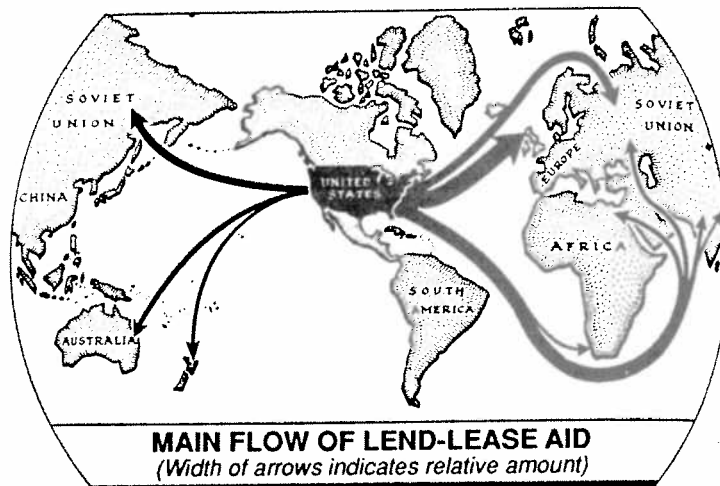 SOVIET
UNION
CHINA
AUSTRALIA
UNITED
STATES
SOUTH
AMERICA
EUROPE
AFRICA
SOVIET
UNION
MAIN FLOW OF LEND-LEASE AID
(Width of arrows indicates relative amount)